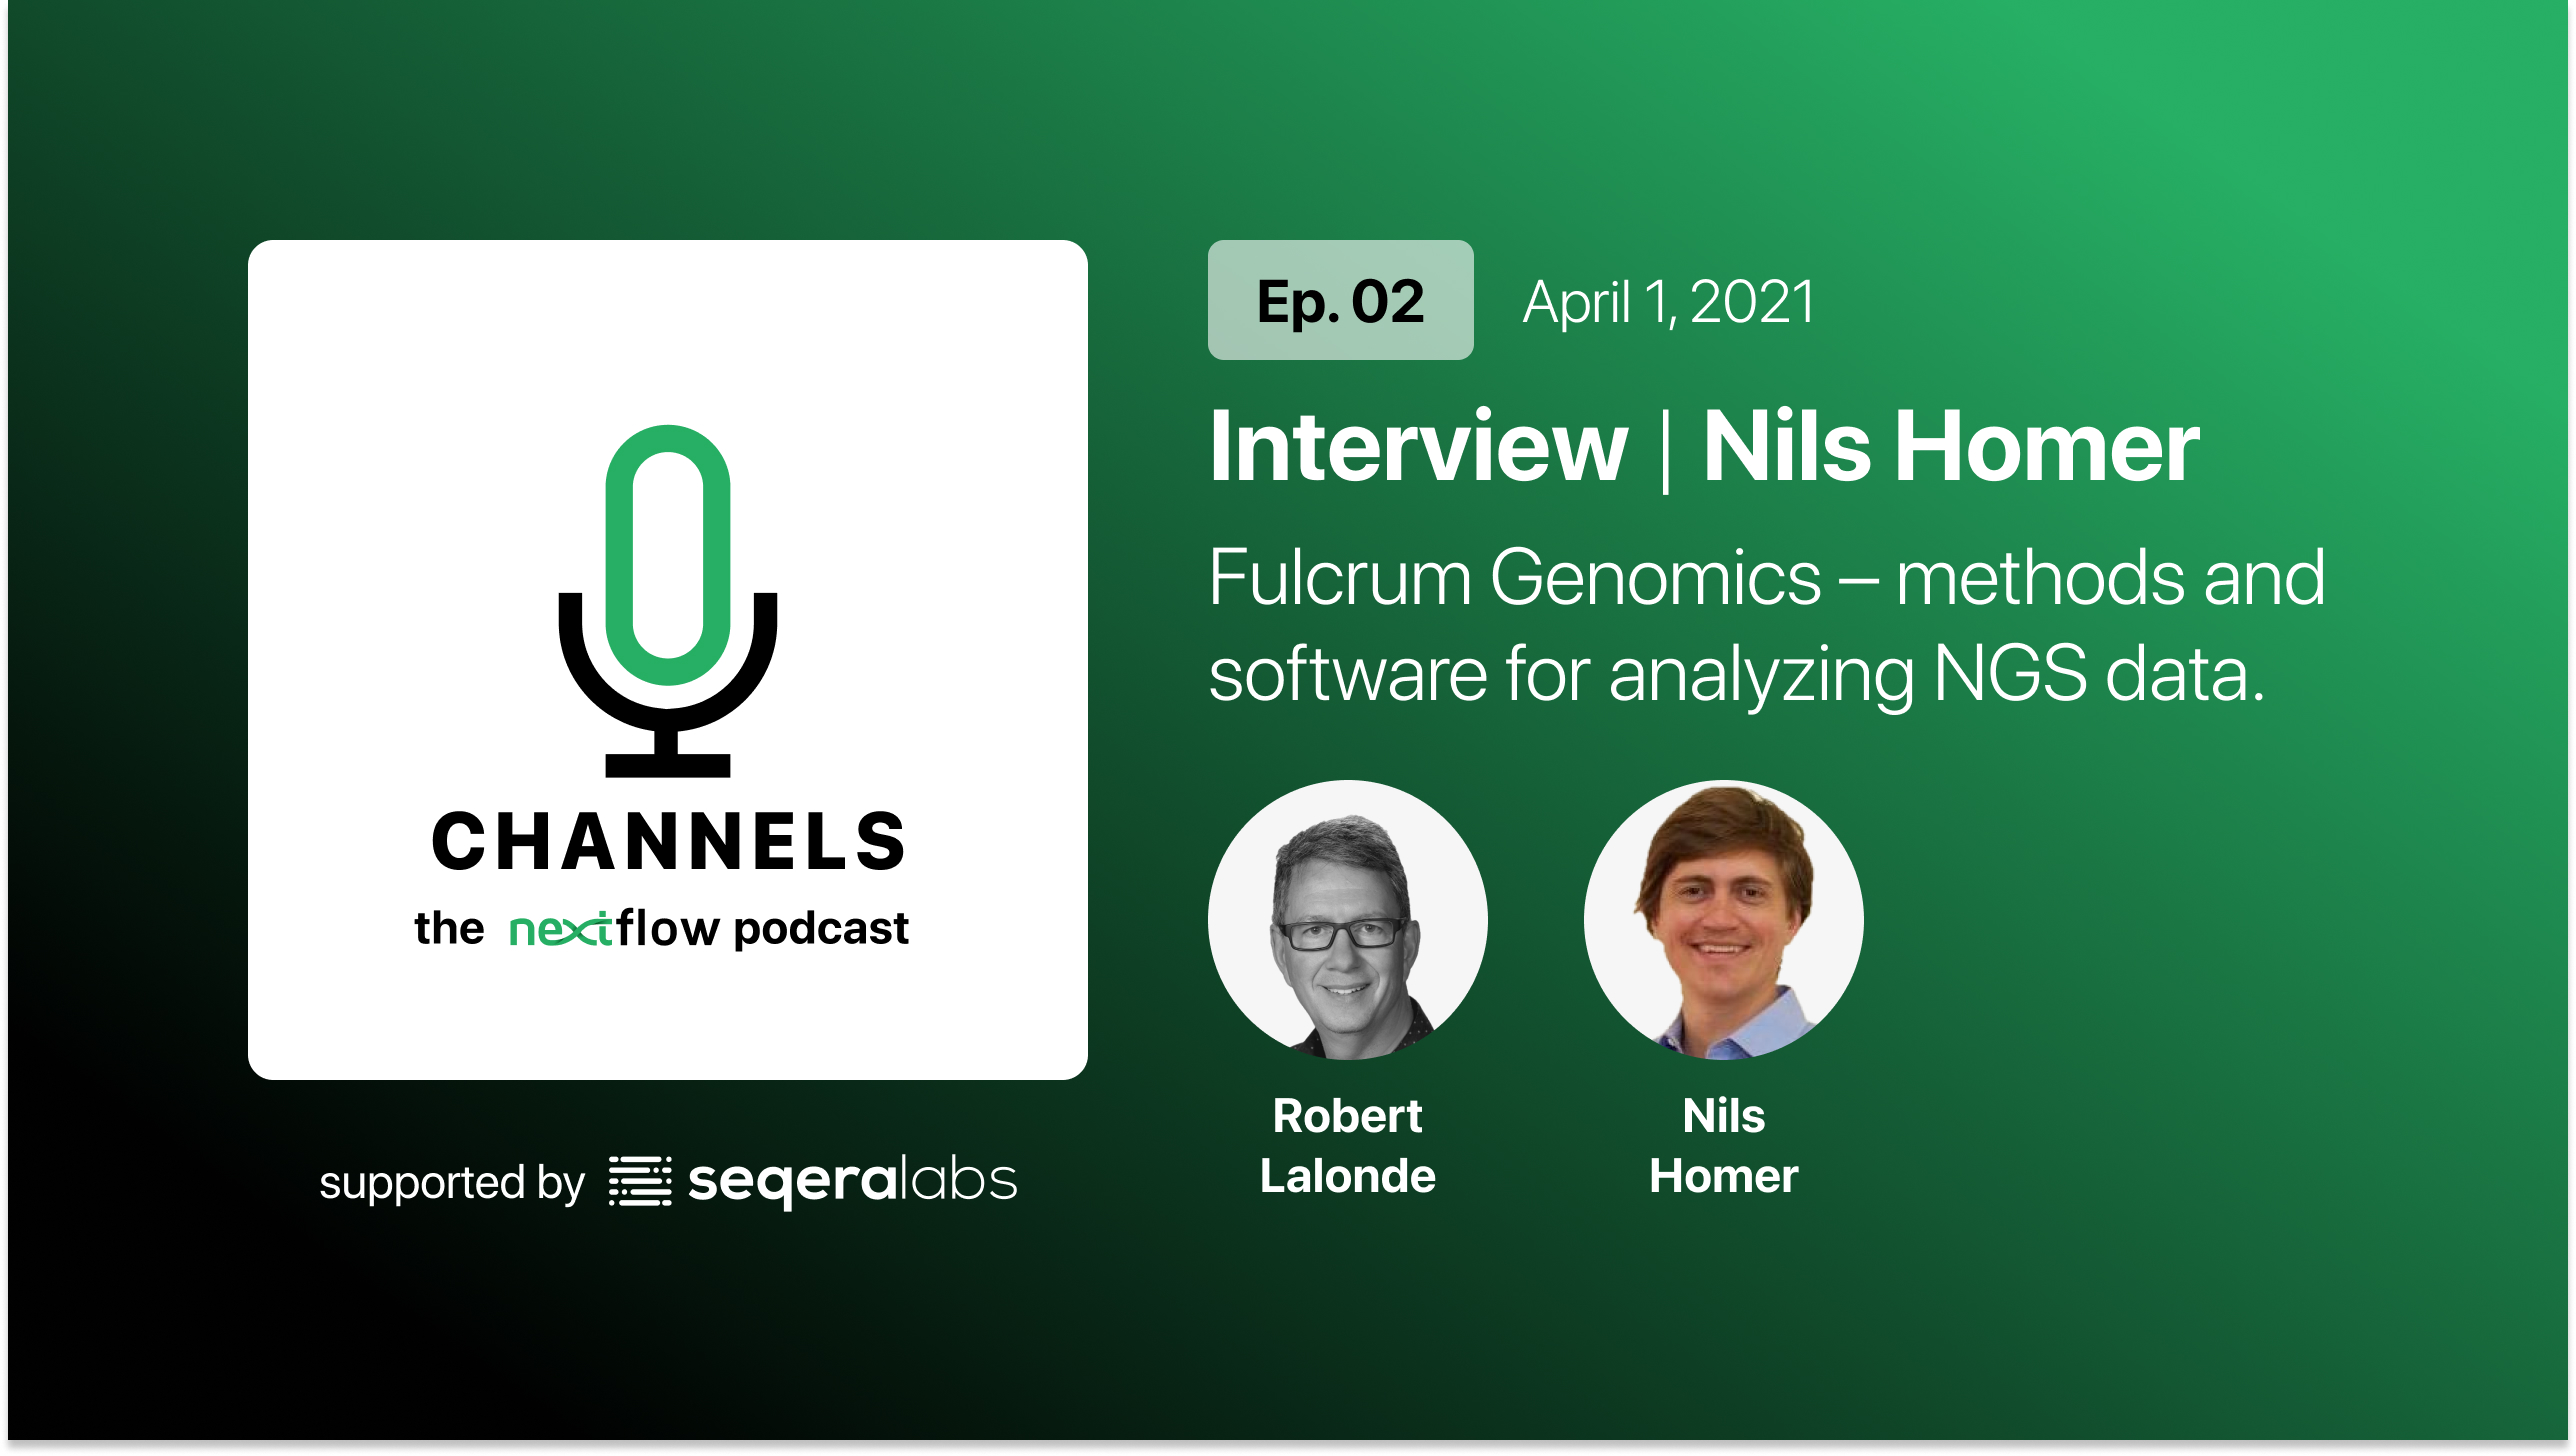 CHANNELS
the nextflow podcast
supported by seqeralabs
Ep. 02 April 1, 2021
Interview | Nils Homer
Fulcrum Genomics – methods and
software for analyzing NGS data.
Robert
Lalonde
Nils
Homer